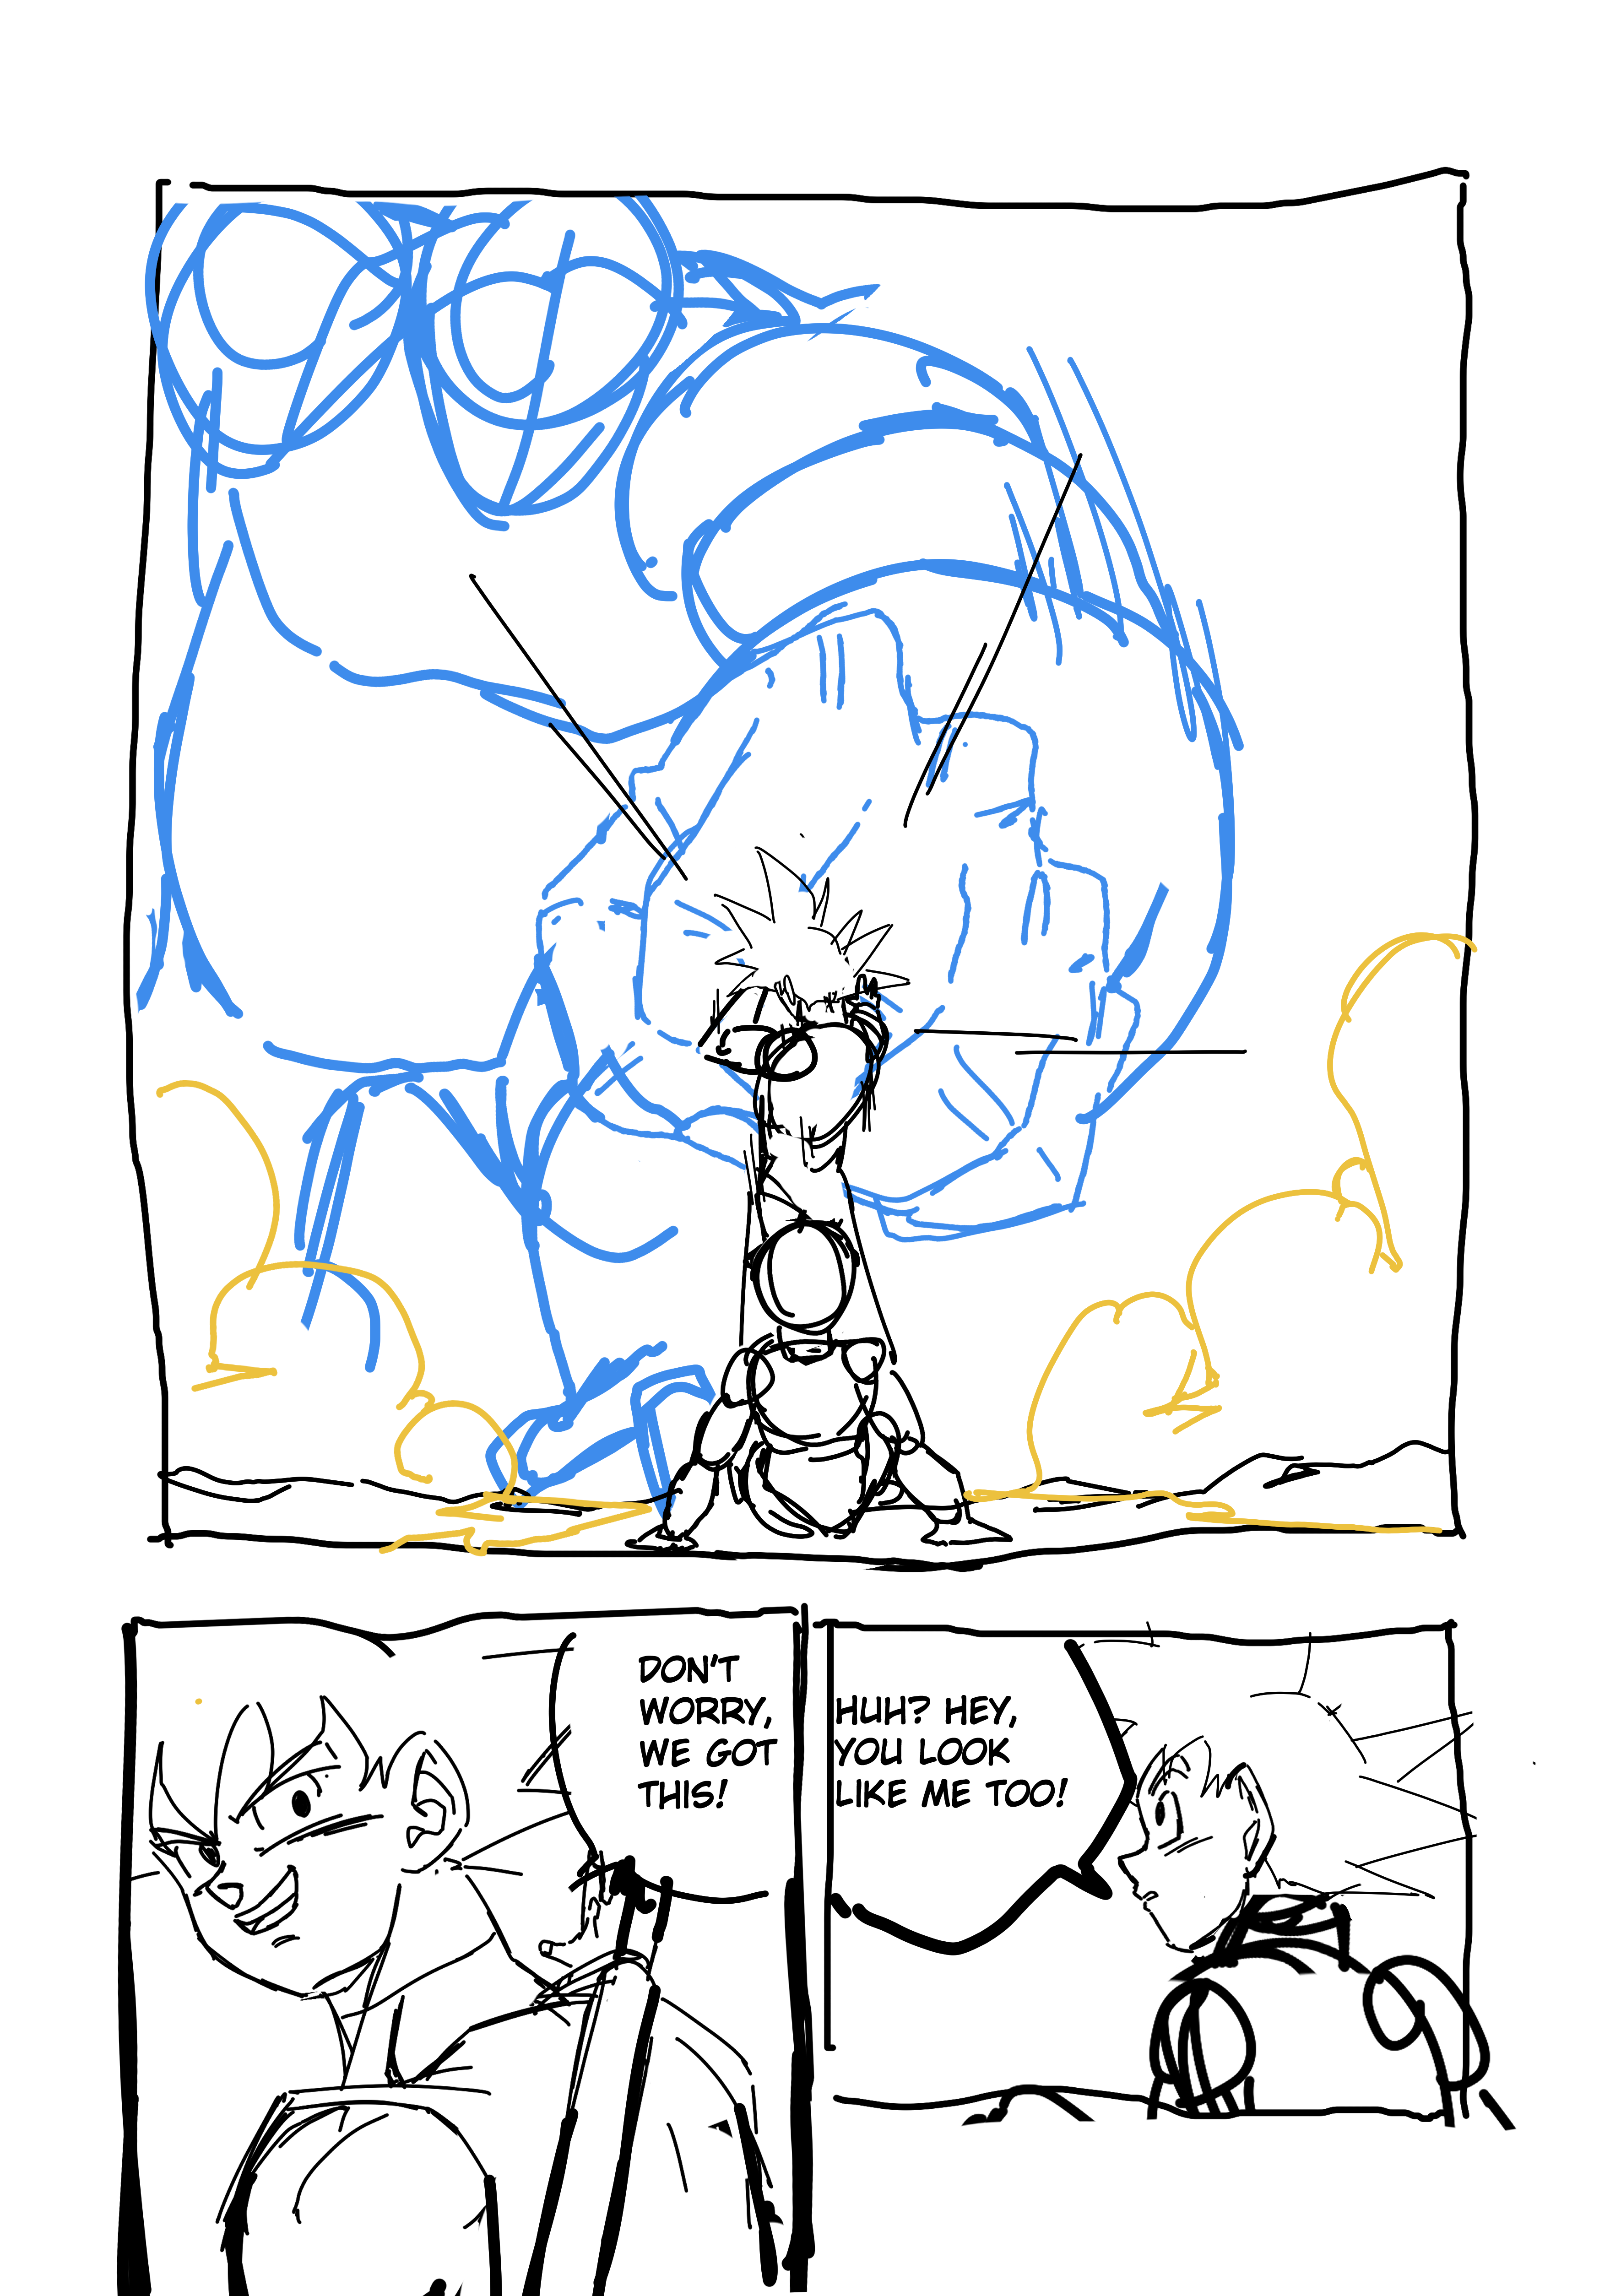 DON'T
WORRY,
WE GOT
THIS!
HUH? HEY,
YOU LOOK
LIKE ME TOO!